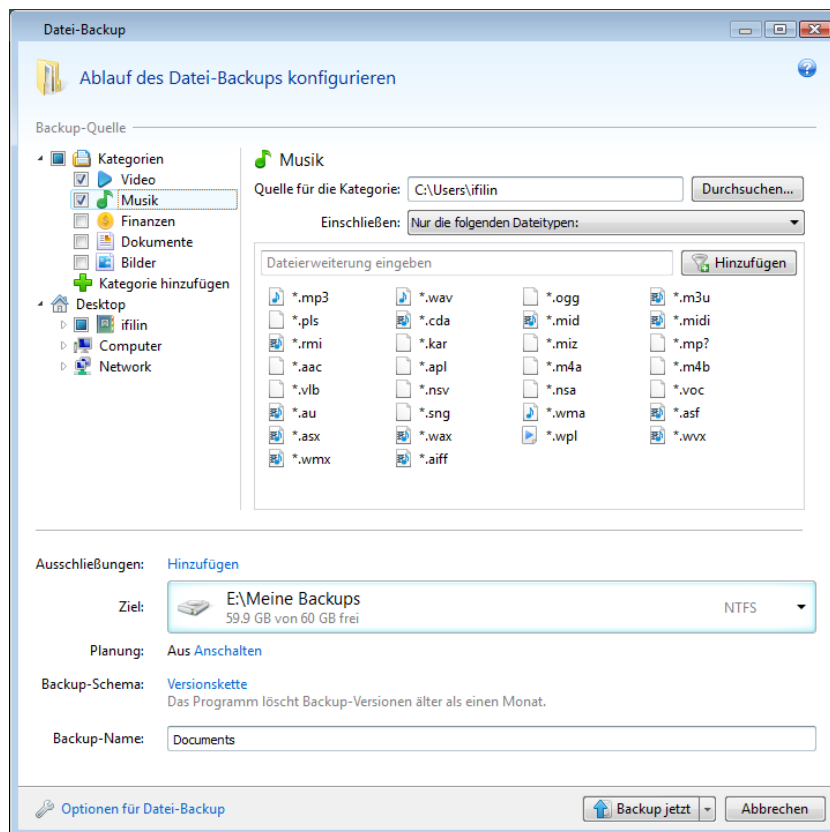 Datei-Backup
Ablauf des Datei-Backups konfigurieren
Backup-Quelle
Kategorien
Video
Musik
Finanzen
Dokumente
Bilder
Kategorie hinzufügen
Desktop
ifilin
Computer
Network
Musik
Quelle für die Kategorie: C:\Users\ifilin Durchsuchen...
Einschließen: Nur die folgenden Dateitypen:
Dateierweiterung eingeben Hinzufügen
*.mp3 *.wav *.ogg *.m3u
*.pls *.cda *.mid *.midi
*.rmi *.kar *.miz *.mp?
*.aac *.apl *.m4a *.m4b
*.vlb *.nsv *.nsa *.voc
*.au *.sng *.wma *.asf
*.asx *.wax *.wpl *.wvx
*.wmx *.aiff
Ausschließungen: Hinzufügen
Ziel: E:\Meine Backups NTFS
59.9 GB von 60 GB frei
Planung: Aus Anschalten
Backup-Schema: Versionskette
Das Programm löscht Backup-Versionen älter als einen Monat.
Backup-Name: Documents
Optionen für Datei-Backup Backup jetzt Abbrechen